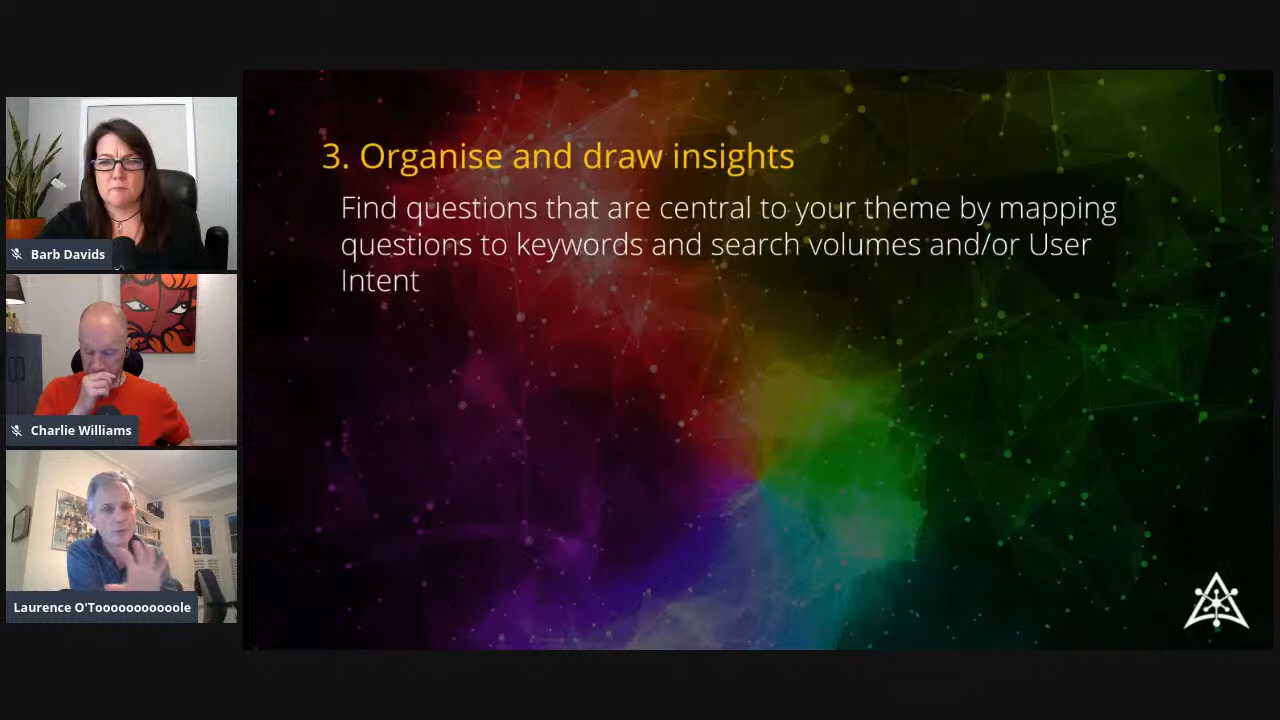 Barb Davids
Charlie Williams
Laurence O'Tooooooooooole
3. Organise and draw insights
Find questions that are central to your theme by mapping
questions to keywords and search volumes and/or User
Intent